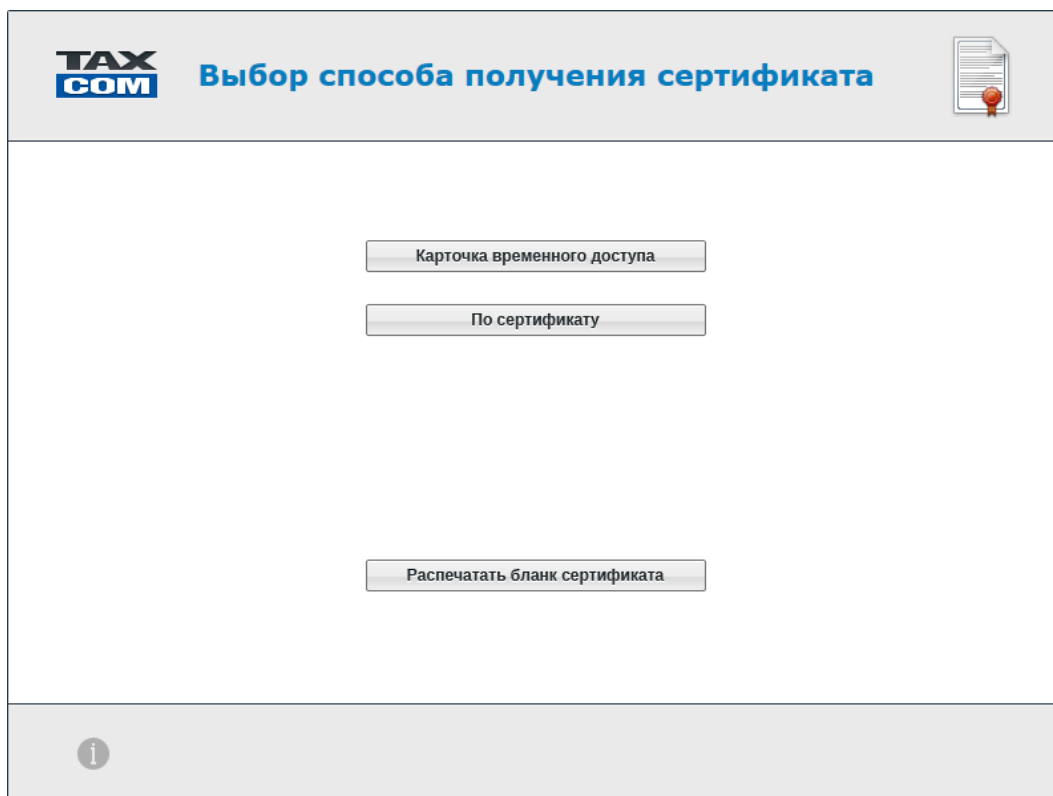 TAX
COM
Выбор способа получения сертификата
Карточка временного доступа
По сертификату
Распечатать бланк сертификата
i